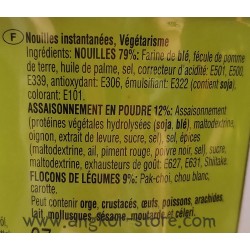 F Nouilles instantanées, Végétarisme
Ingrédients: NOUILLES 79%: Farine de blé, fécule de pomme
de terre, huile de palme, sel, correcteur d'acidité: E501, E500,
E339, antioxydant: E306, émulsifiant: E322 (contient soja),
colorant: E101.
ASSAISONNEMENT EN POUDRE 12%: Assaisonnement
(protéines végétales hydrolysées (soja, blé), maltodextrine,
oignon, extrait de levure, sucre, sel, épices (
maltodextrine, ail, piment rouge, poivre noir, sel), sucre,
maltodextrine, exhausteurs de goût: E627, E631, Shiitake.
FLOCONS DE LÉGUMES 9%: Pak-choi, chou blanc,
carotte.
Peut contenir orge, crustacés, œufs, poissons, arachides,
lait, mollusques, sésame, moutarde et céleri.
www.angkor-store.com